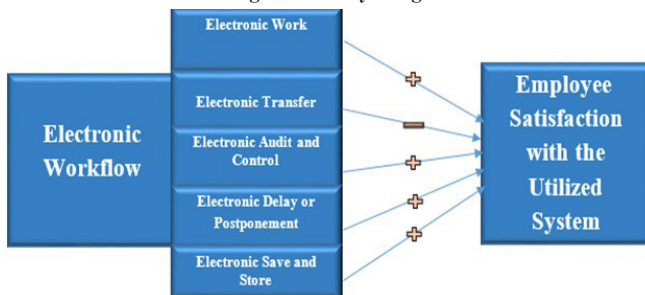 Electronic Work
Electronic Transfer
Electronic
Workflow
Electronic Audit and
Control
Electronic Delay or
Postponement
Electronic Save and
Store
Employee
Satisfaction
with the
Utilized
System